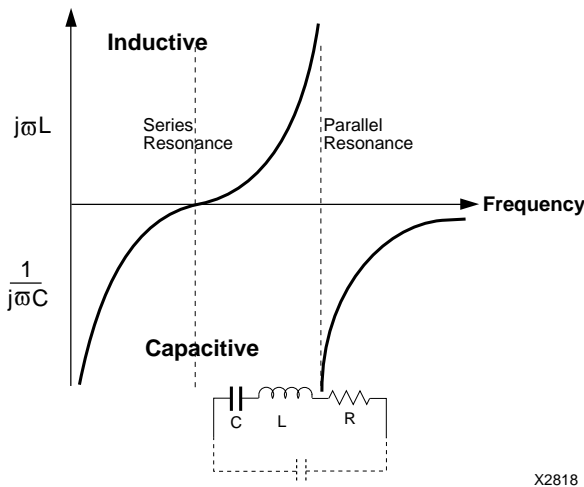 Inductive
jϖL
Series
Resonance
Parallel
Resonance
Frequency
1
jϖC
Capacitive
C
L
R
X2818